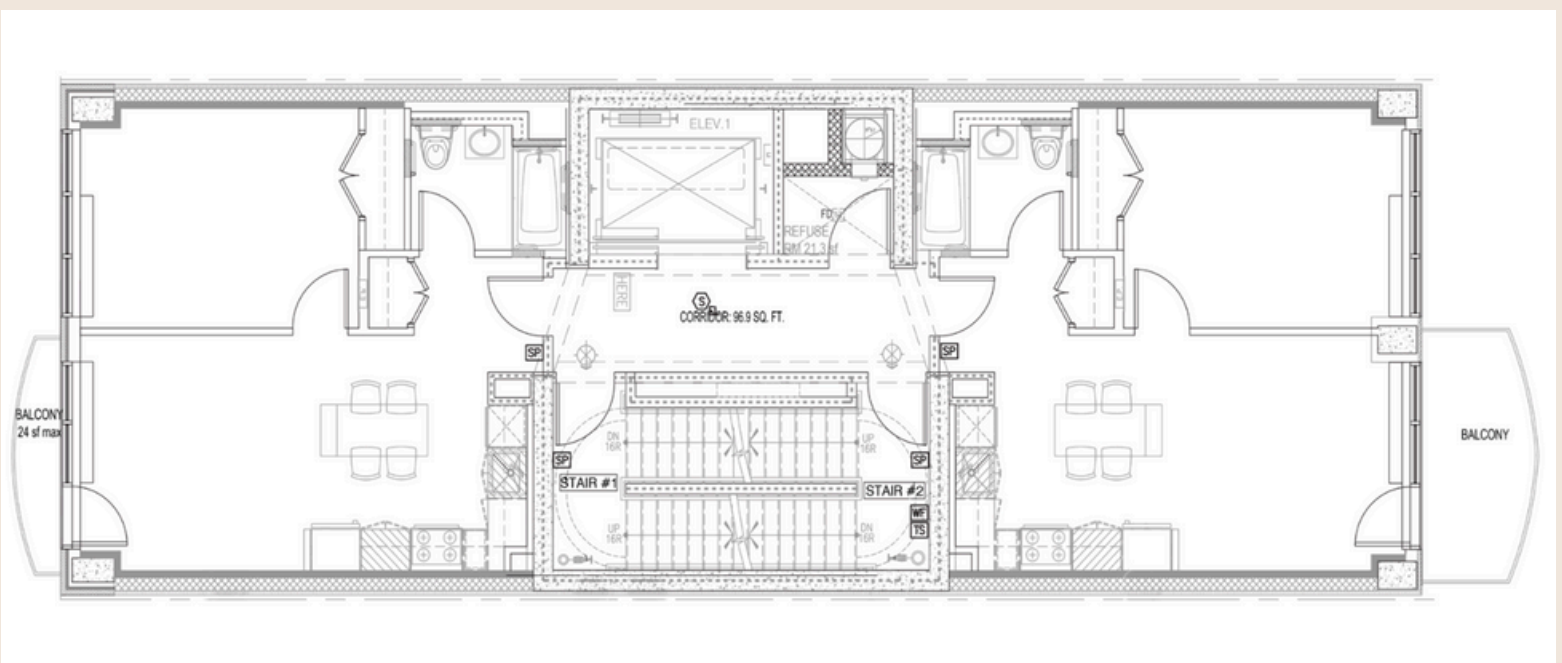 ELEV.1
FD
REFUSE
RM 21.3 sf
HERE
S
CORRIDOR: 96.9 SQ. FT.
SP
SP
BALCONY
24 sf max
BALCONY
DN
16R
UP
16R
SP
SP
STAIR #1
STAIR #2
WF
TS
UP
16R
DN
16R